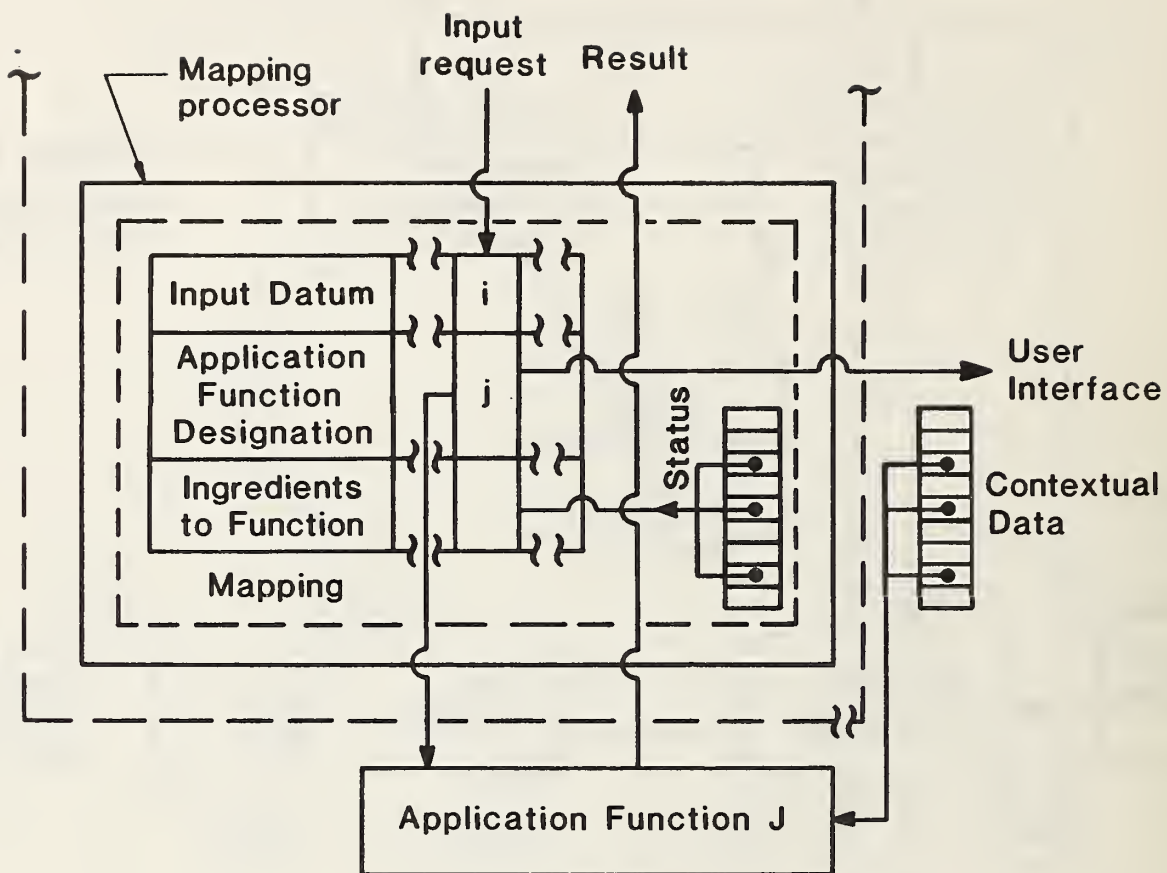 Input
request
Result
Mapping
processor
Input Datum
i
Application
Function
Designation
j
Ingredients
to Function
Mapping
Status
User
Interface
Contextual
Data
Application Function J